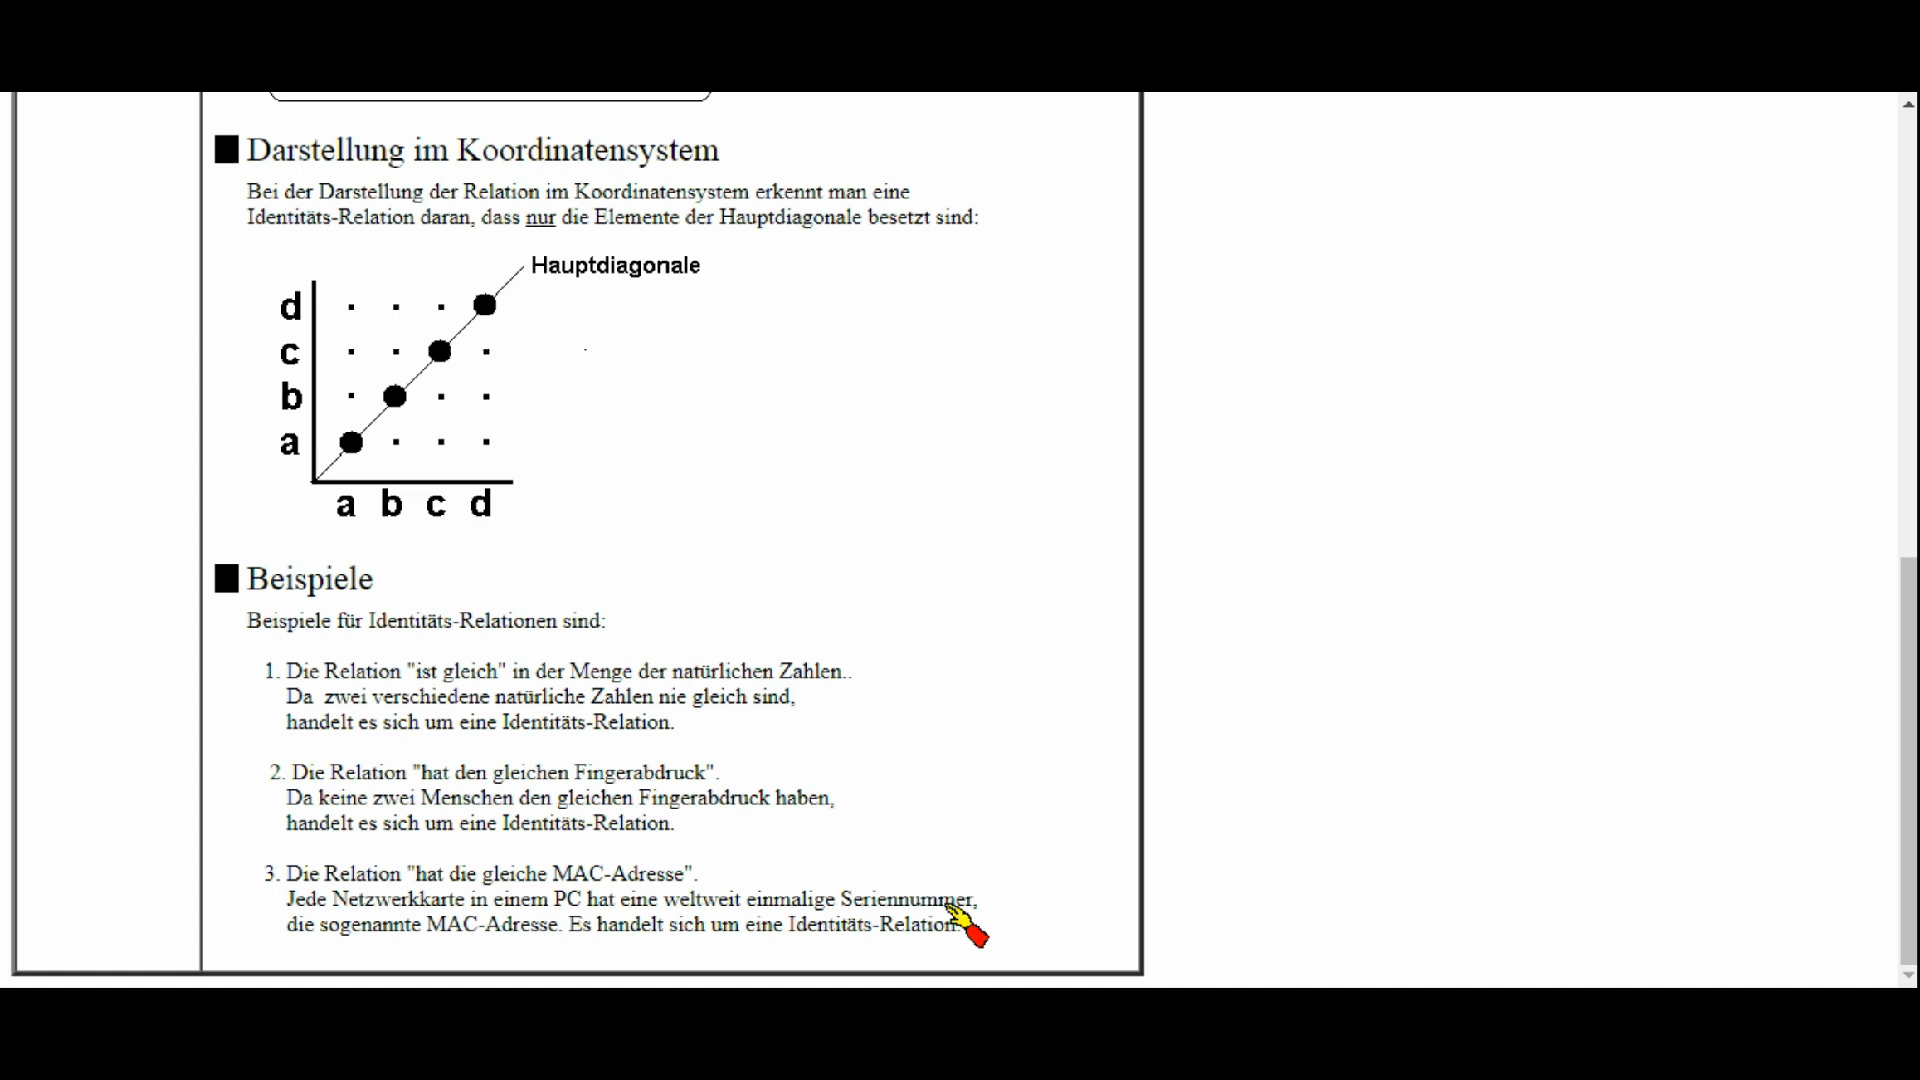 Darstellung im Koordinatensystem
Bei der Darstellung der Relation im Koordinatensystem erkennt man eine
Identitäts-Relation daran, dass nur die Elemente der Hauptdiagonale besetzt sind:
Hauptdiagonale
d
c
b
a
a b c d
Beispiele
Beispiele für Identitäts-Relationen sind:
1. Die Relation "ist gleich" in der Menge der natürlichen Zahlen..
Da zwei verschiedene natürliche Zahlen nie gleich sind,
handelt es sich um eine Identitäts-Relation.
2. Die Relation "hat den gleichen Fingerabdruck".
Da keine zwei Menschen den gleichen Fingerabdruck haben,
handelt es sich um eine Identitäts-Relation.
3. Die Relation "hat die gleiche MAC-Adresse".
Jede Netzwerkkarte in einem PC hat eine weltweit einmalige Seriennummer,
die sogenannte MAC-Adresse. Es handelt sich um eine Identitäts-Relation.